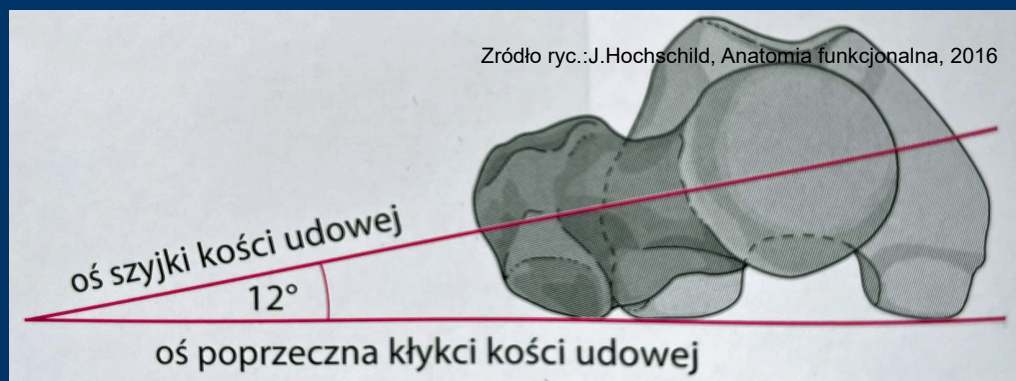 Zródło ryc.:J.Hochschild, Anatomia funkcjonalna, 2016
oś szyjki kości udowej
12°
oś poprzeczna kłykci kości udowej